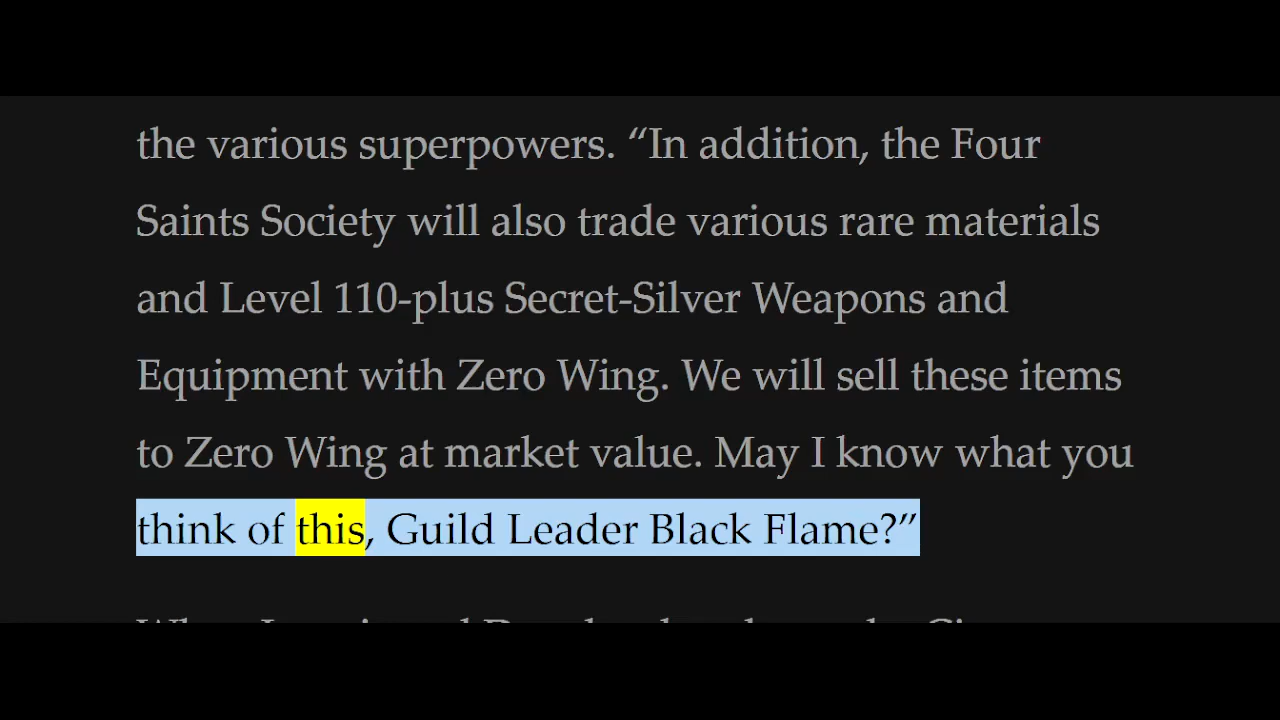 the various superpowers. “In addition, the Four
Saints Society will also trade various rare materials
and Level 110-plus Secret-Silver Weapons and
Equipment with Zero Wing. We will sell these items
to Zero Wing at market value. May I know what you
think of this, Guild Leader Black Flame?”